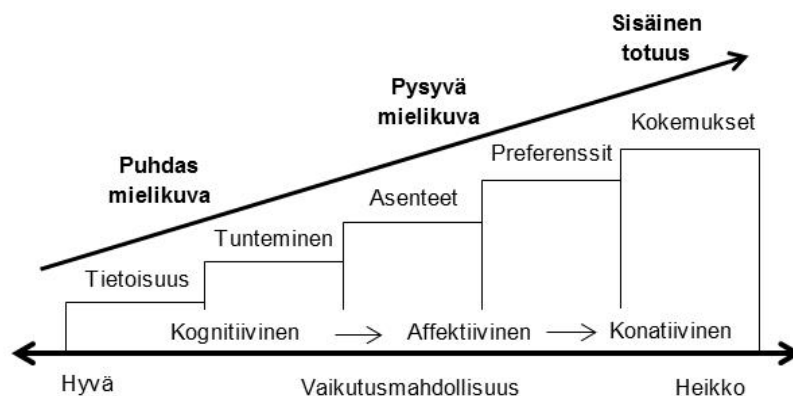 Sisäinen
totuus
Pysyvä
mielikuva
Kokemukset
Puhdas
mielikuva
Preferenssit
Asenteet
Tunteminen
Tietoisuus
Kognitiivinen
Affektiivinen
Konatiivinen
Hyvä
Vaikutusmahdollisuus
Heikko